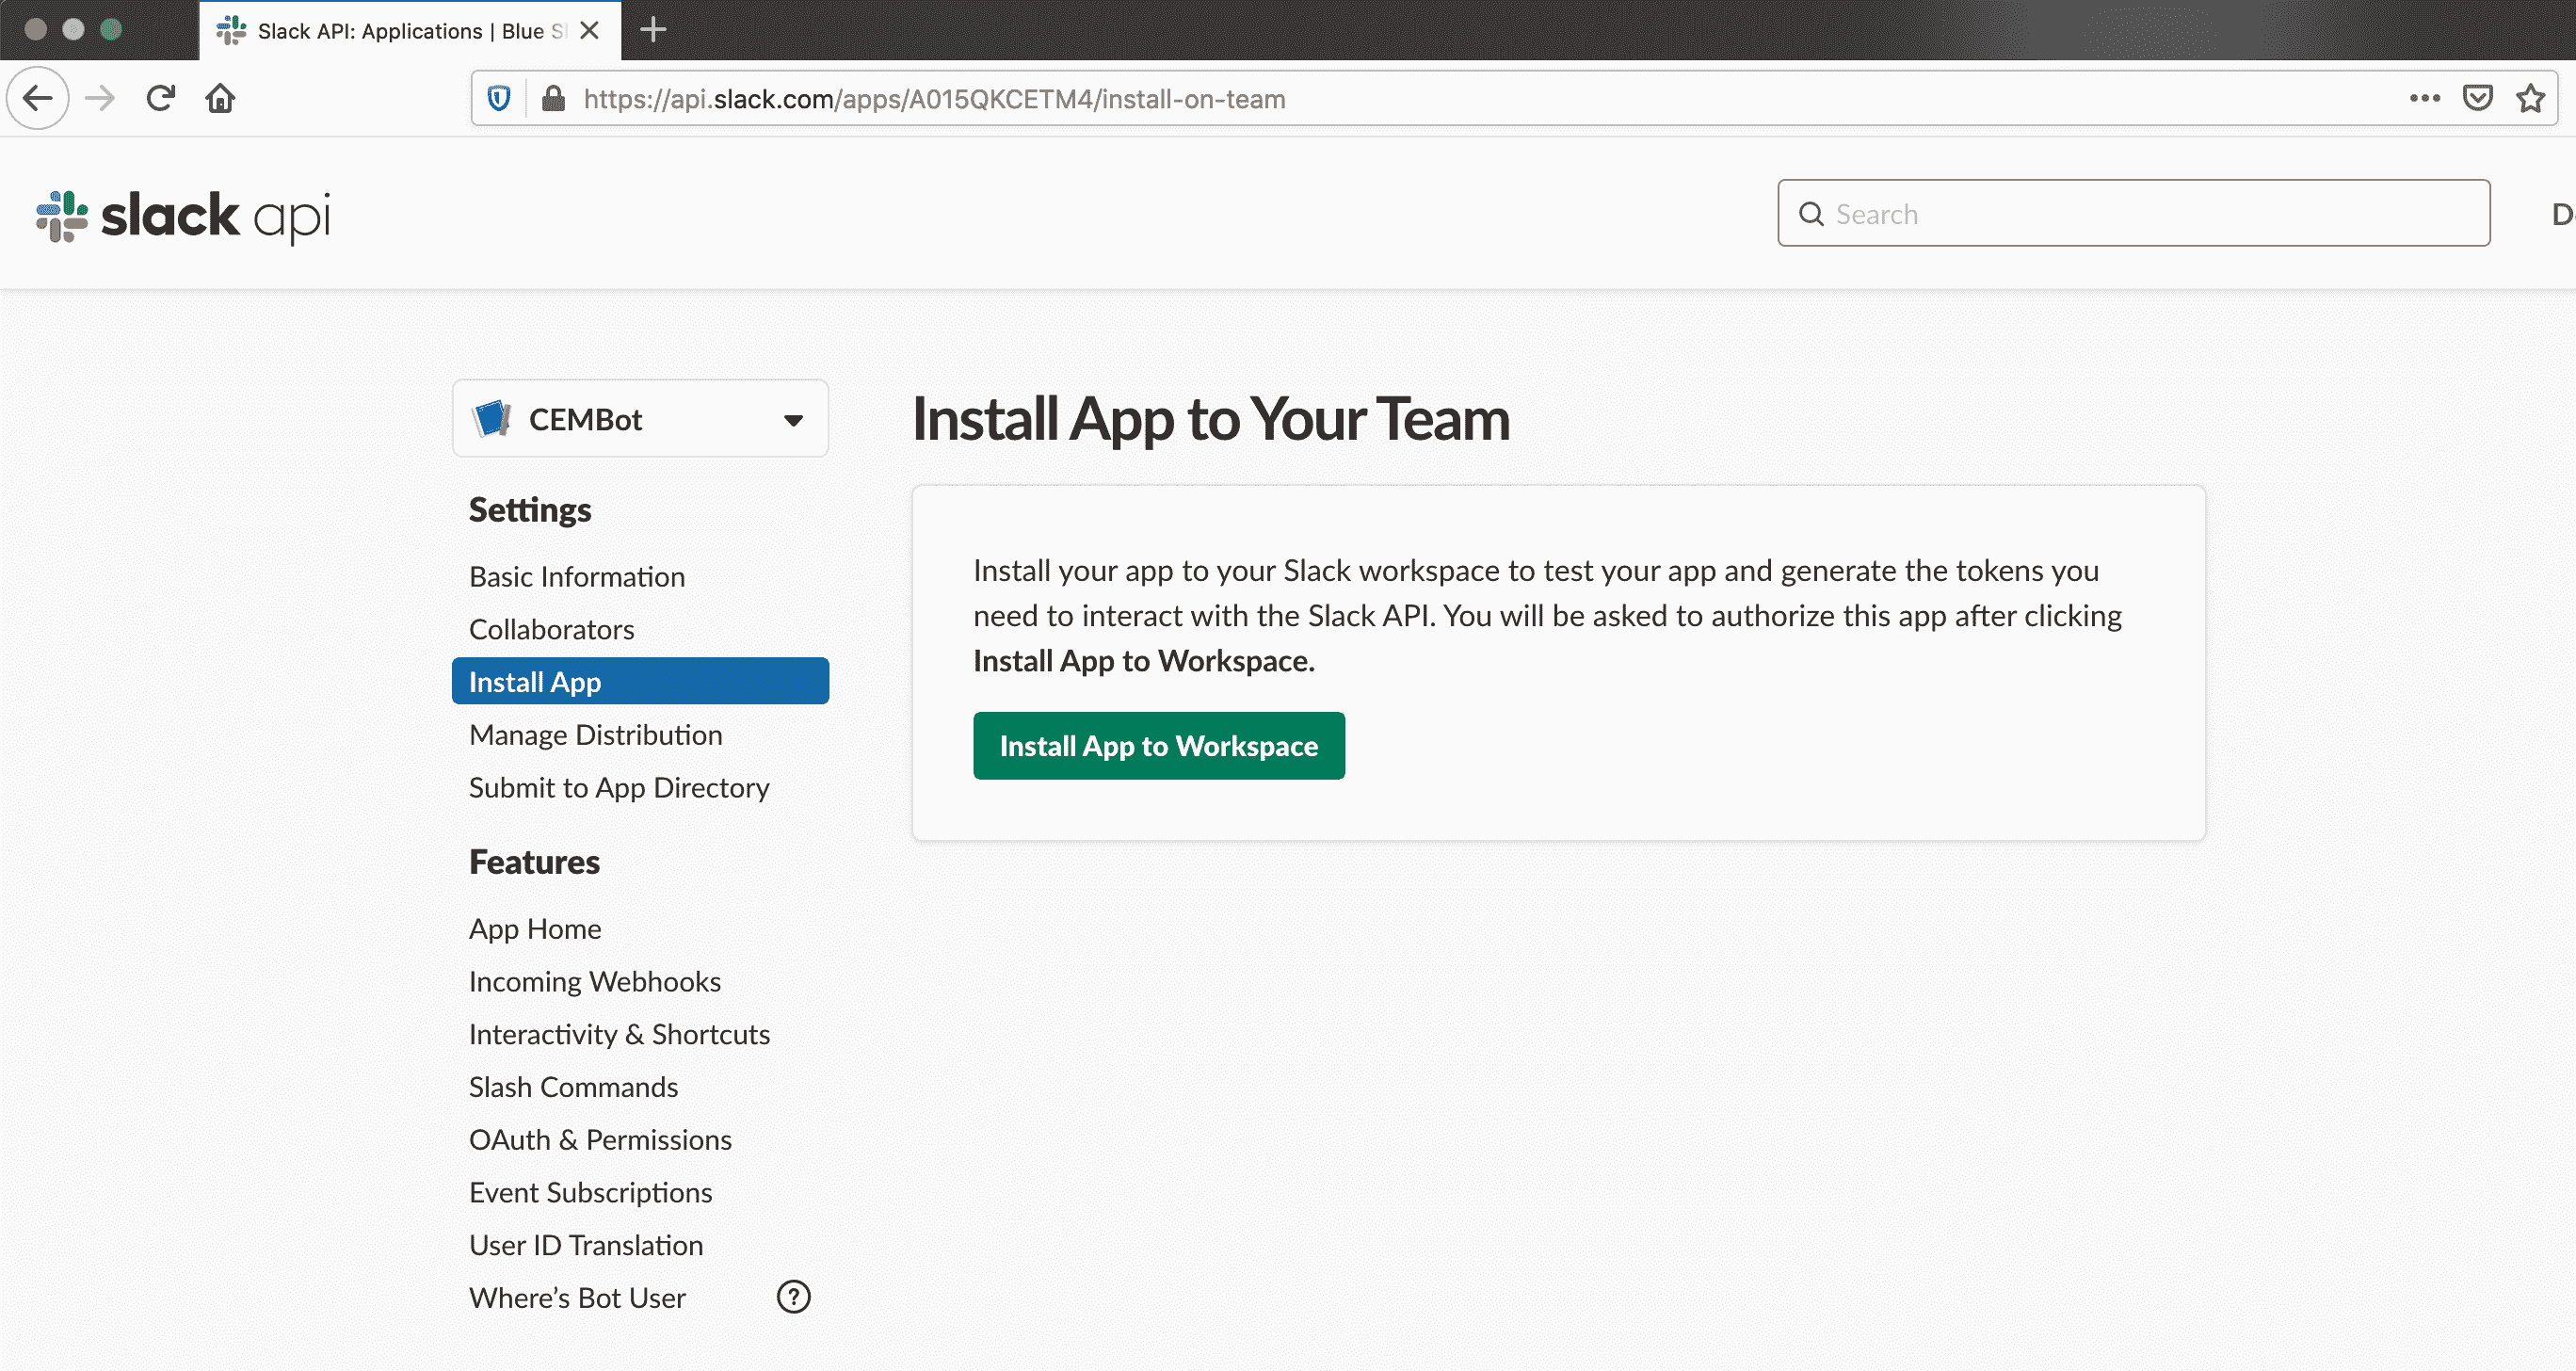 Slack API: Applications | Blue Sl
https://api.slack.com/apps/A015QKCETM4/install-on-team
slack api
Search
D
CEMBot
Settings
Basic Information
Collaborators
Install App
Manage Distribution
Submit to App Directory
Features
App Home
Incoming Webhooks
Interactivity & Shortcuts
Slash Commands
OAuth & Permissions
Event Subscriptions
User ID Translation
Where's Bot User
?
Install App to Your Team
Install your app to your Slack workspace to test your app and generate the tokens you
need to interact with the Slack API. You will be asked to authorize this app after clicking
Install App to Workspace.
Install App to Workspace